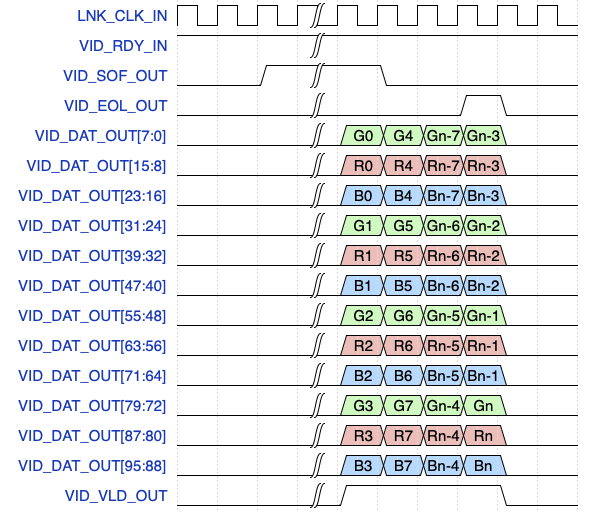 LNK_CLK_IN
VID_RDY_IN
VID_SOF_OUT
VID_EOL_OUT
VID_DAT_OUT[7:0] G0 G4 Gn-7 Gn-3
VID_DAT_OUT[15:8] R0 R4 Rn-7 Rn-3
VID_DAT_OUT[23:16] B0 B4 Bn-7 Bn-3
VID_DAT_OUT[31:24] G1 G5 Gn-6 Gn-2
VID_DAT_OUT[39:32] R1 R5 Rn-6 Rn-2
VID_DAT_OUT[47:40] B1 B5 Bn-6 Bn-2
VID_DAT_OUT[55:48] G2 G6 Gn-5 Gn-1
VID_DAT_OUT[63:56] R2 R6 Rn-5 Rn-1
VID_DAT_OUT[71:64] B2 B6 Bn-5 Bn-1
VID_DAT_OUT[79:72] G3 G7 Gn-4 Gn
VID_DAT_OUT[87:80] R3 R7 Rn-4 Rn
VID_DAT_OUT[95:88] B3 B7 Bn-4 Bn
VID_VLD_OUT